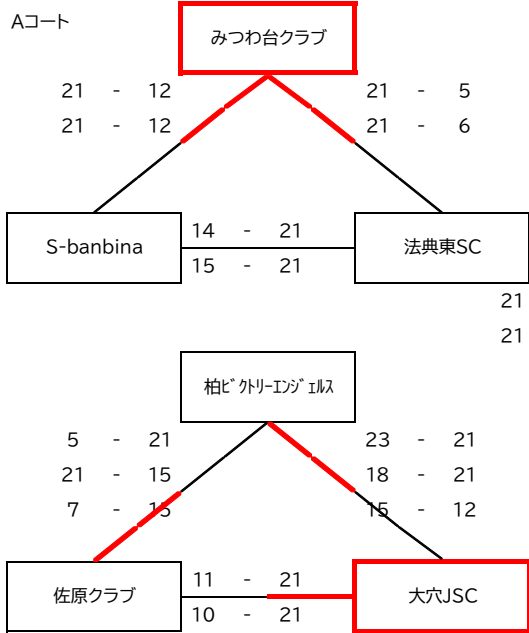 Aコート
みつわ台クラブ
21 - 12
21 - 5
21 - 12
21 - 6
S-banbina
14 - 21
15 - 21
法典東SC
21
21
柏ﾋﾞｸﾄﾘｰｴﾝｼﾞｪﾙｽ
5 - 21
23 - 21
21 - 15
18 - 21
7 - 15
15 - 12
佐原クラブ
11 - 21
10 - 21
大穴JSC